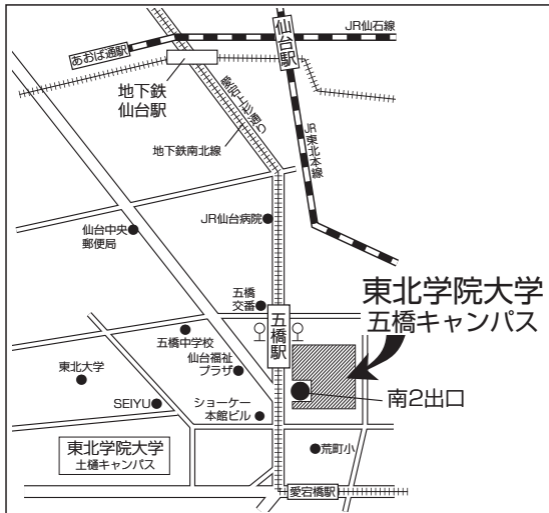 JR仙石線
仙台駅
あおば通駅
地下鉄
仙台駅
愛宕上杉通り
地下鉄南北線
JR東北本線
JR仙台病院
仙台中央
郵便局
五橋
交番
五橋駅
東北学院大学
五橋キャンパス
五橋中学校
仙台福祉
プラザ
東北大学
南2出口
SEIYU
ショーケー
本館ビル
東北学院大学
土樋キャンパス
荒町小
愛宕橋駅